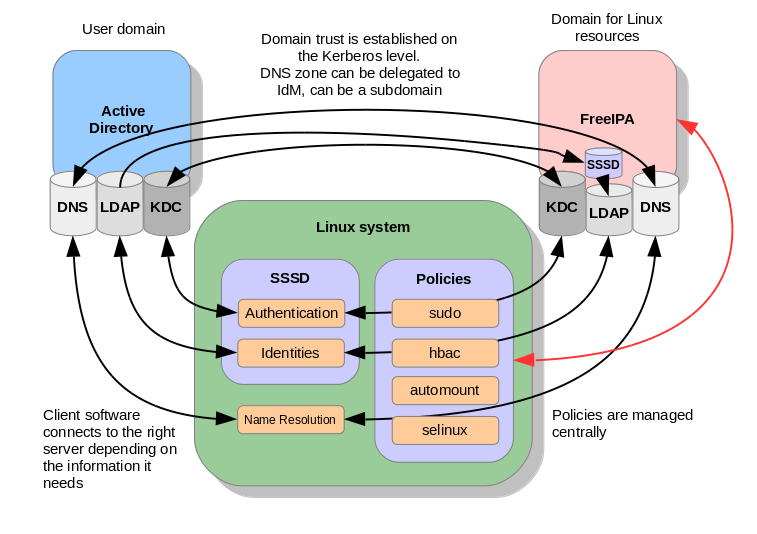 User domain
Domain for Linux
resources
Domain trust is established on
the Kerberos level.
DNS zone can be delegated to
IdM, can be a subdomain
Active
Directory
FreeIPA
SSSD
DNS
LDAP
KDC
KDC
LDAP
DNS
Linux system
SSSD
Policies
Authentication
sudo
Identities
hbac
automount
Name Resolution
selinux
Client software
connects to the right
server depending on
the information it
needs
Policies are managed
centrally